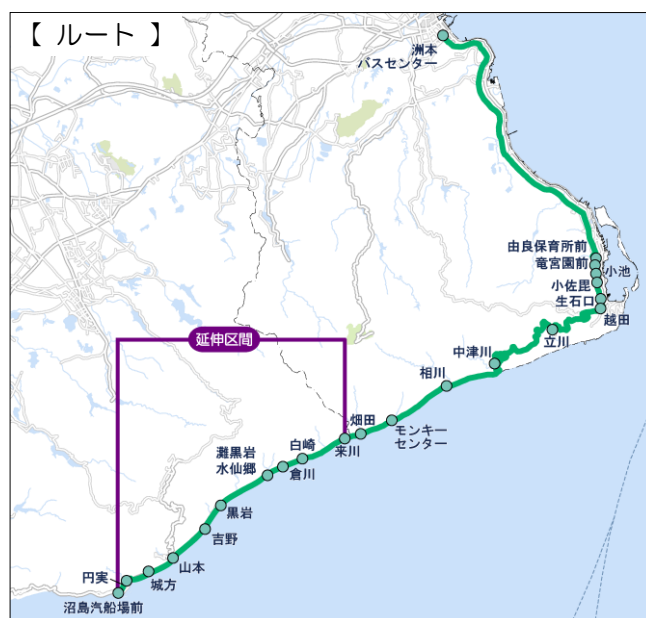 【 ルート 】
洲本
バスセンター
由良保育所前
竜宮園前
小池
小佐毘
生石口
越田
立川
中津川
相川
モンキー
センター
畑田
来川
延伸区間
白崎
倉川
灘黒岩
水仙郷
黒岩
吉野
山本
城方
円実
沼島汽船場前